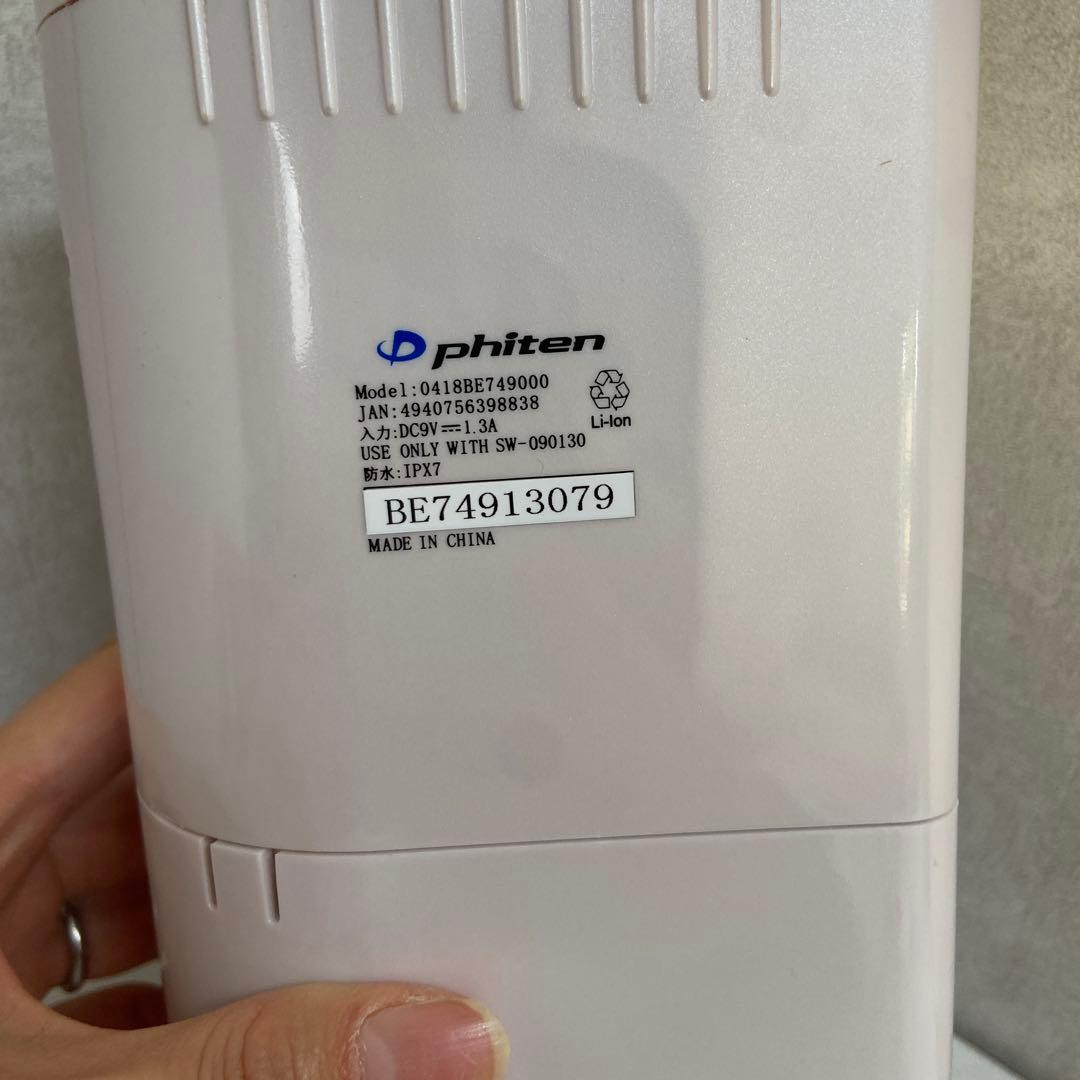 phiten
Model:0418BE749000
JAN:4940756398838
入力:DC9V⎓1.3A
Li-Ion
USE ONLY WITH SW-090130
防水:IPX7
BE74913079
MADE IN CHINA